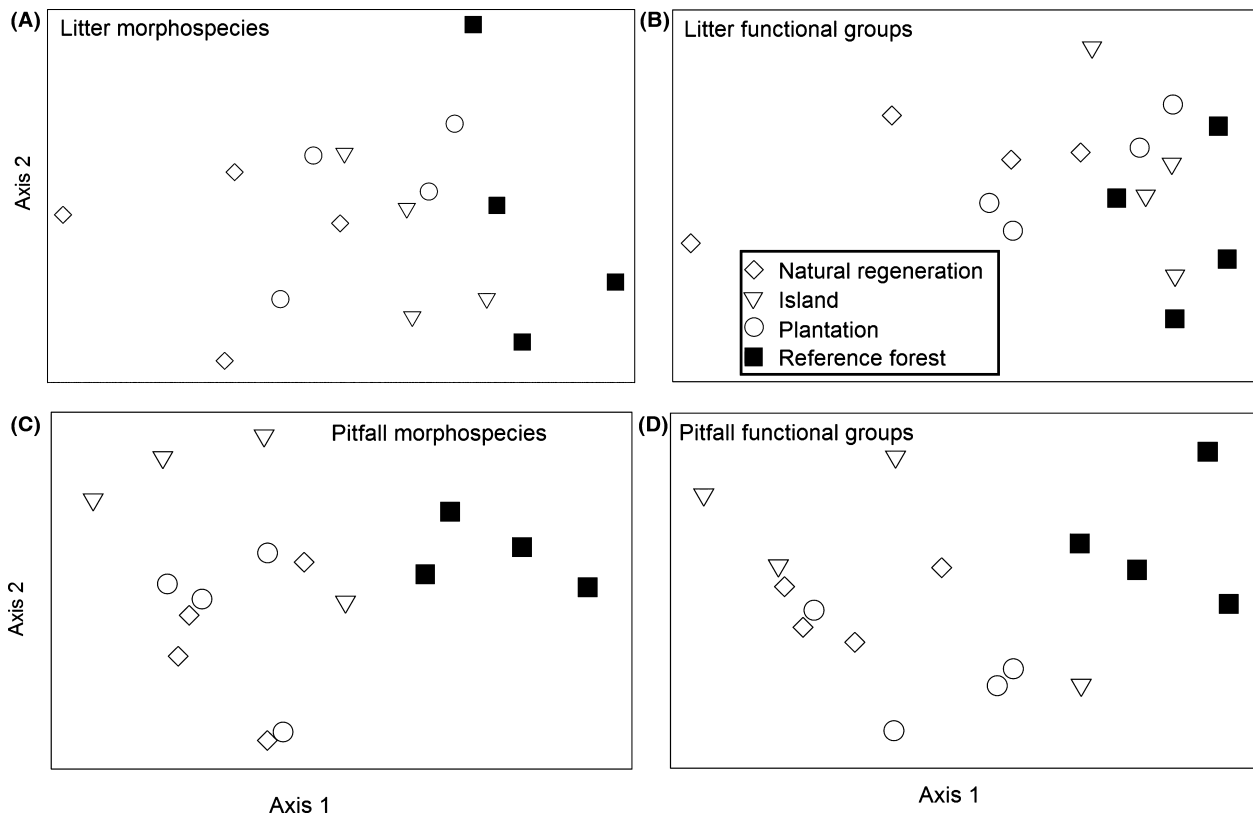 (A)
Litter morphospecies
(B)
Litter functional groups
Axis 2
Natural regeneration
Island
Plantation
Reference forest
(C)
Pitfall morphospecies
(D)
Pitfall functional groups
Axis 2
Axis 1
Axis 1